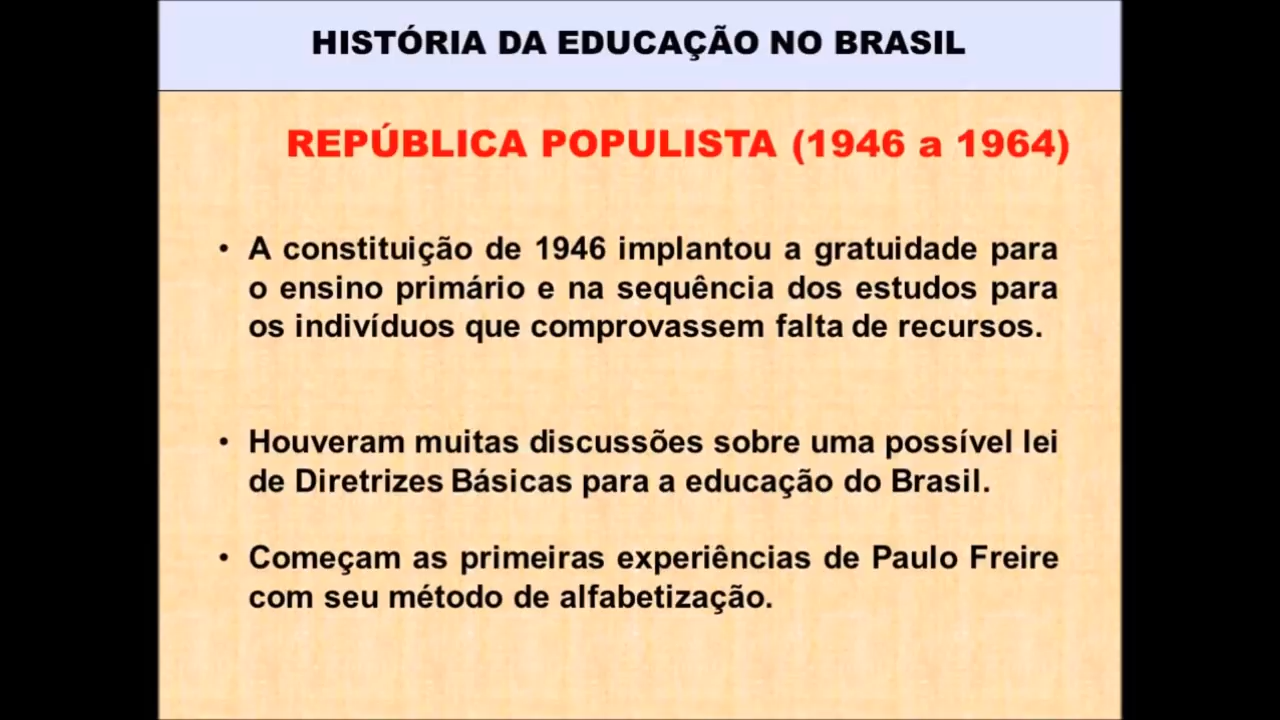 HISTÓRIA DA EDUCAÇÃO NO BRASIL
REPÚBLICA POPULISTA (1946 a 1964)
• A constituição de 1946 implantou a gratuidade para
o ensino primário e na sequência dos estudos para
os indivíduos que comprovassem falta de recursos.
• Houveram muitas discussões sobre uma possível lei
de Diretrizes Básicas para a educação do Brasil.
• Começam as primeiras experiências de Paulo Freire
com seu método de alfabetização.